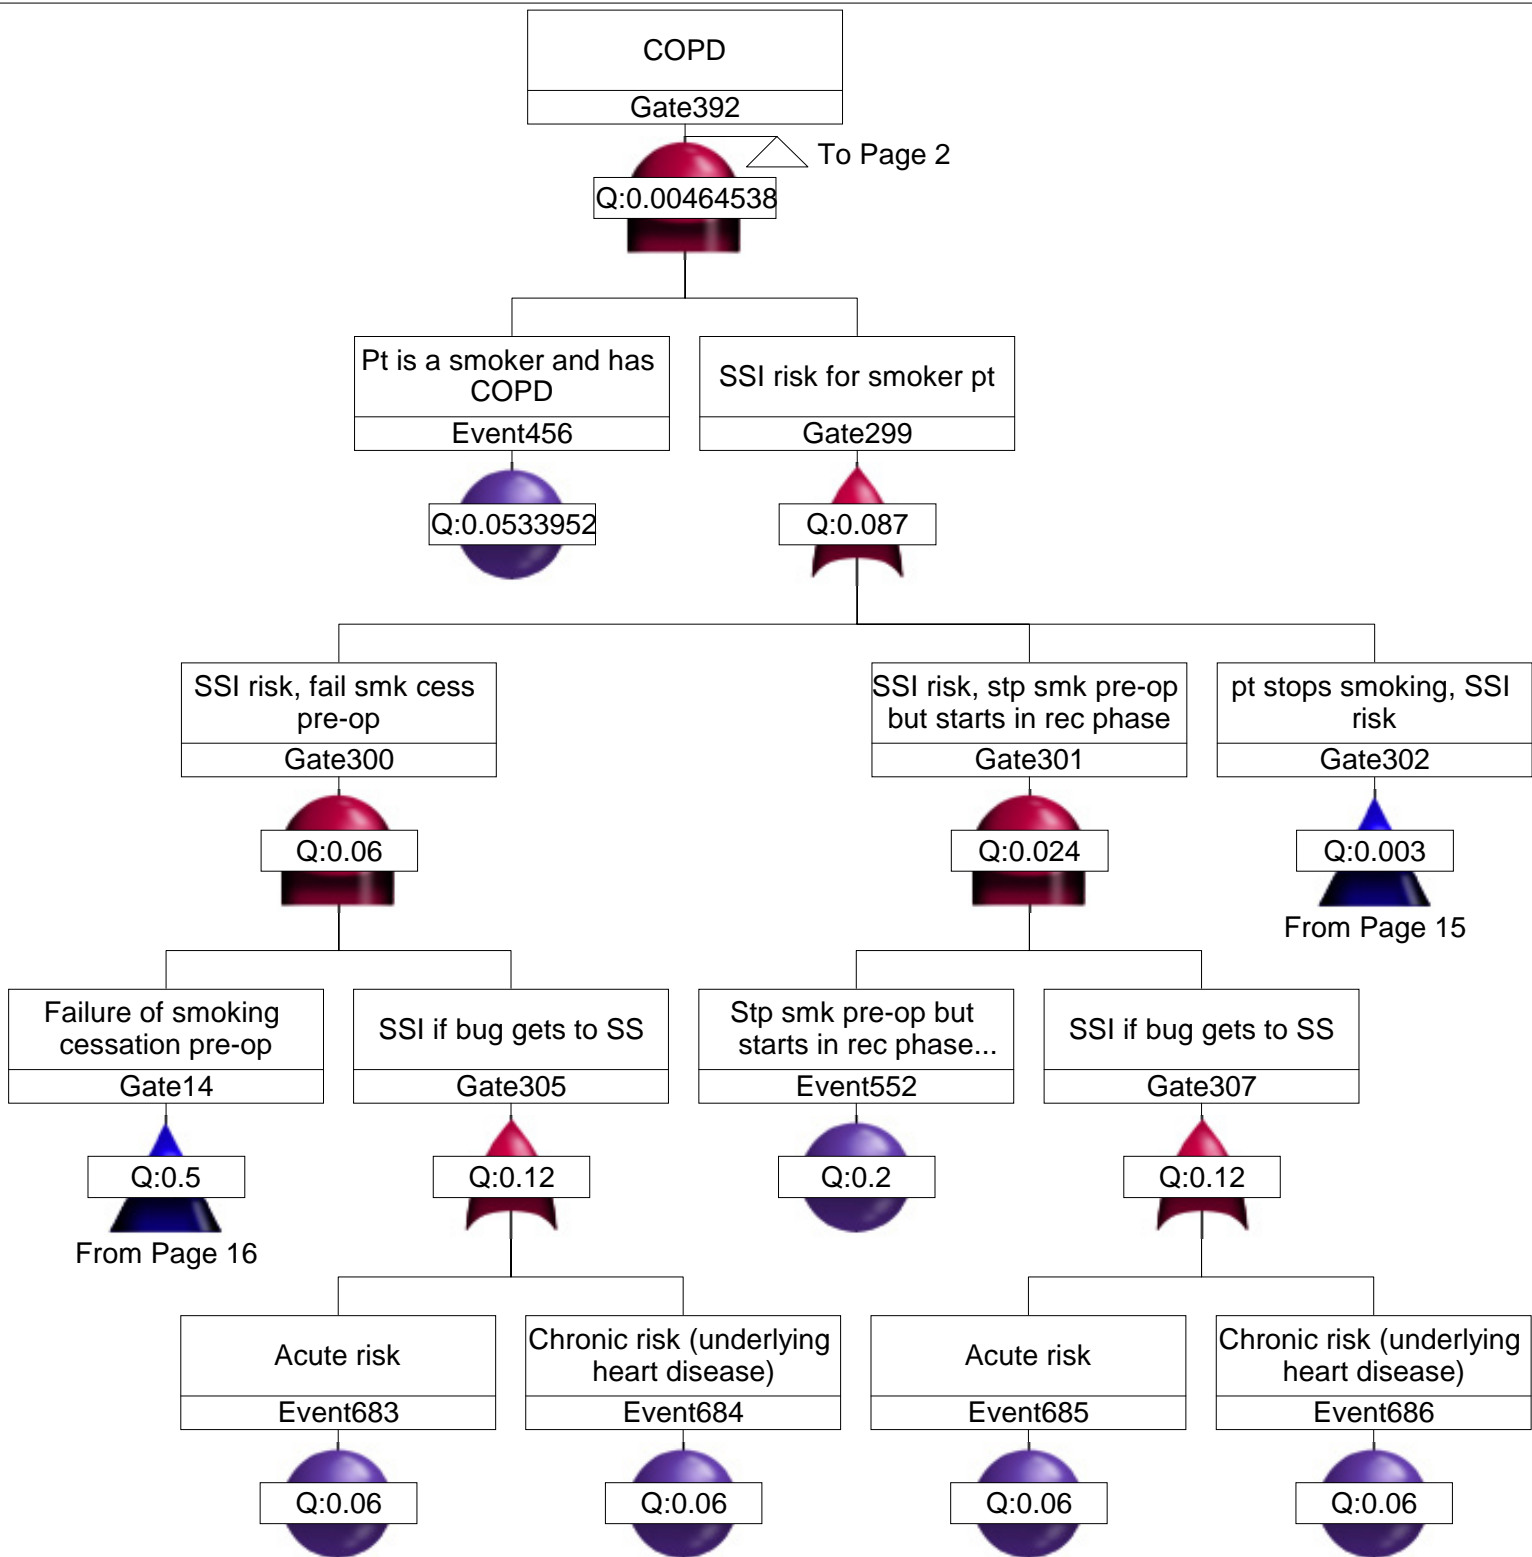 COPD
Gate392
To Page 2
Q:0.00464538
Pt is a smoker and has
COPD
Event456
Q:0.0533952
SSI risk for smoker pt
Gate299
Q:0.087
SSI risk, fail smk cess
pre-op
Gate300
Q:0.06
SSI risk, stp smk pre-op
but starts in rec phase
Gate301
Q:0.024
pt stops smoking, SSI
risk
Gate302
Q:0.003
From Page 15
Failure of smoking
cessation pre-op
Gate14
Q:0.5
From Page 16
SSI if bug gets to SS
Gate305
Q:0.12
Stp smk pre-op but
starts in rec phase...
Event552
Q:0.2
SSI if bug gets to SS
Gate307
Q:0.12
Acute risk
Event683
Q:0.06
Chronic risk (underlying
heart disease)
Event684
Q:0.06
Acute risk
Event685
Q:0.06
Chronic risk (underlying
heart disease)
Event686
Q:0.06